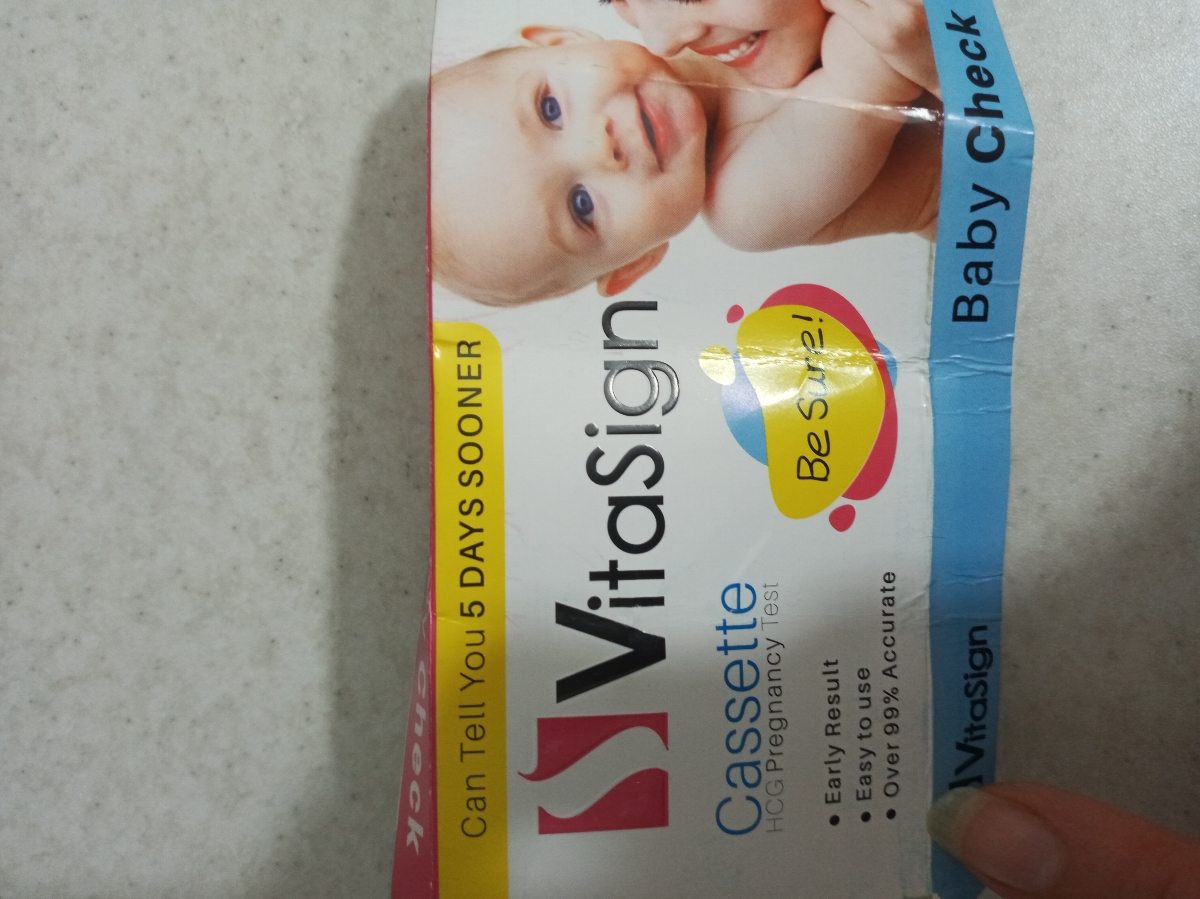 Can Tell You 5 DAYS SOONER
VitaSign
Cassette
HCG Pregnancy Test
Be Sure!
• Early Result
• Easy to use
• Over 99% Accurate
VitaSign
Baby Check
check